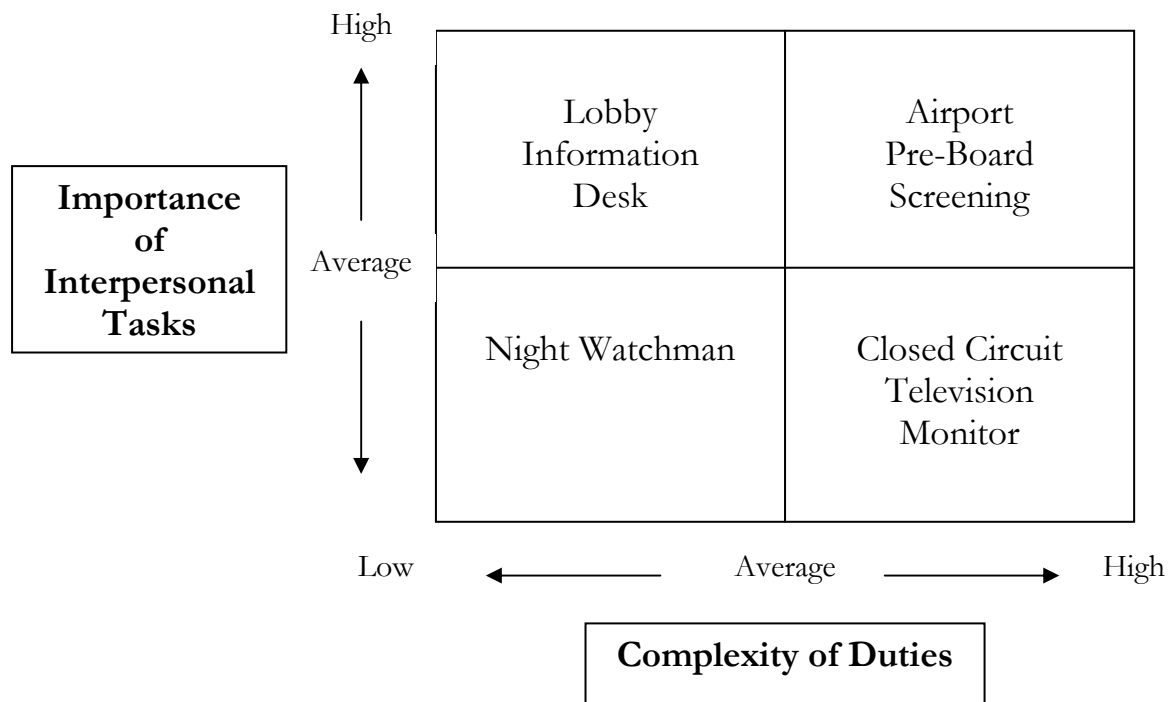 High
Lobby
Information
Desk
Airport
Pre-Board
Screening
Importance
of
Interpersonal
Tasks
Average
Night Watchman
Closed Circuit
Television
Monitor
Low
Average
High
Complexity of Duties